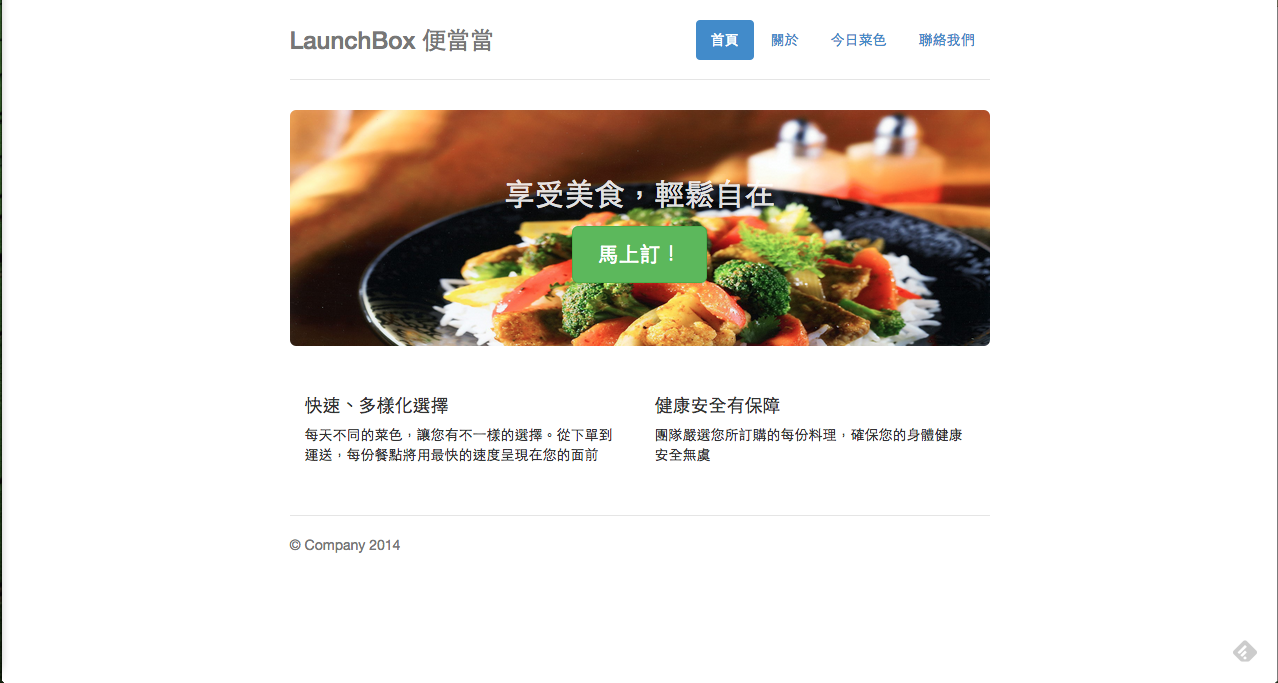 LaunchBox 便當當
首頁 關於 今日菜色 聯絡我們
享受美食，輕鬆自在
馬上訂！
快速、多樣化選擇
每天不同的菜色，讓您有不一樣的選擇。從下單到
運送，每份餐點將用最快的速度呈現在您的面前
健康安全有保障
團隊嚴選您所訂購的每份料理，確保您的身體健康
安全無虞
© Company 2014